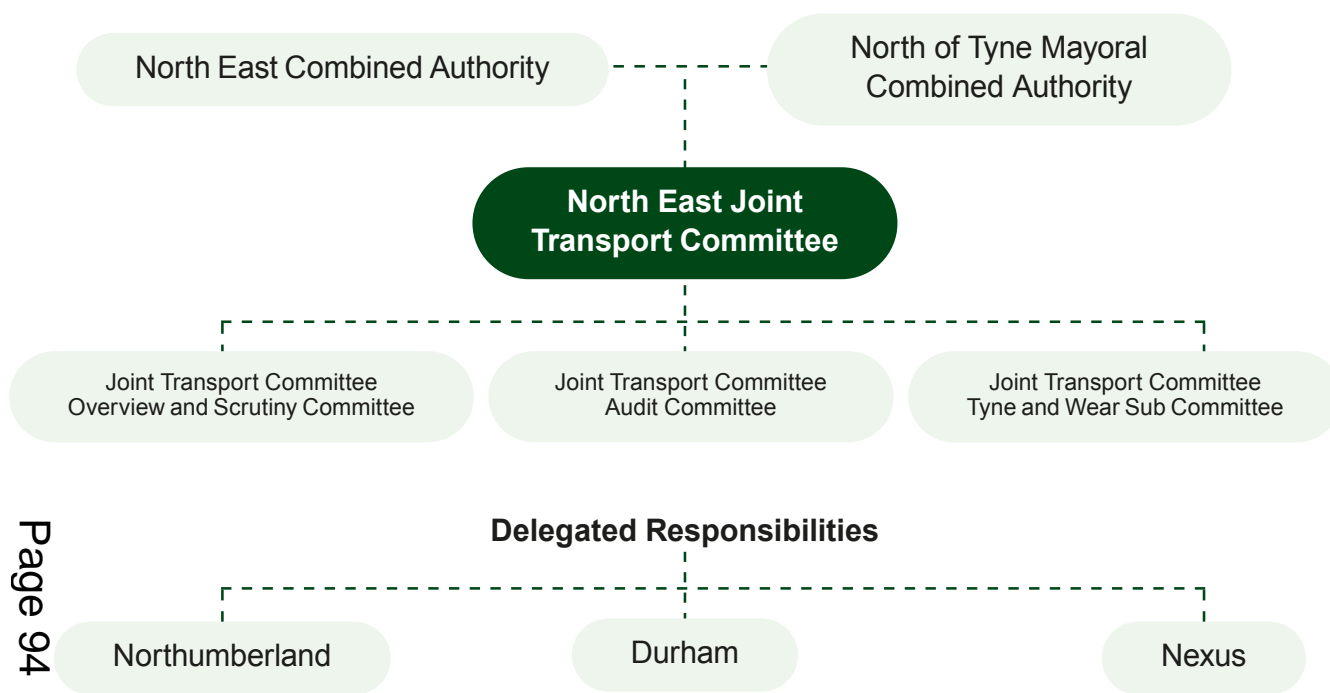 North East Combined Authority
North of Tyne Mayoral
Combined Authority
North East Joint
Transport Committee
Joint Transport Committee
Overview and Scrutiny Committee
Joint Transport Committee
Audit Committee
Joint Transport Committee
Tyne and Wear Sub Committee
Delegated Responsibilities
Northumberland
Durham
Nexus
Page 94